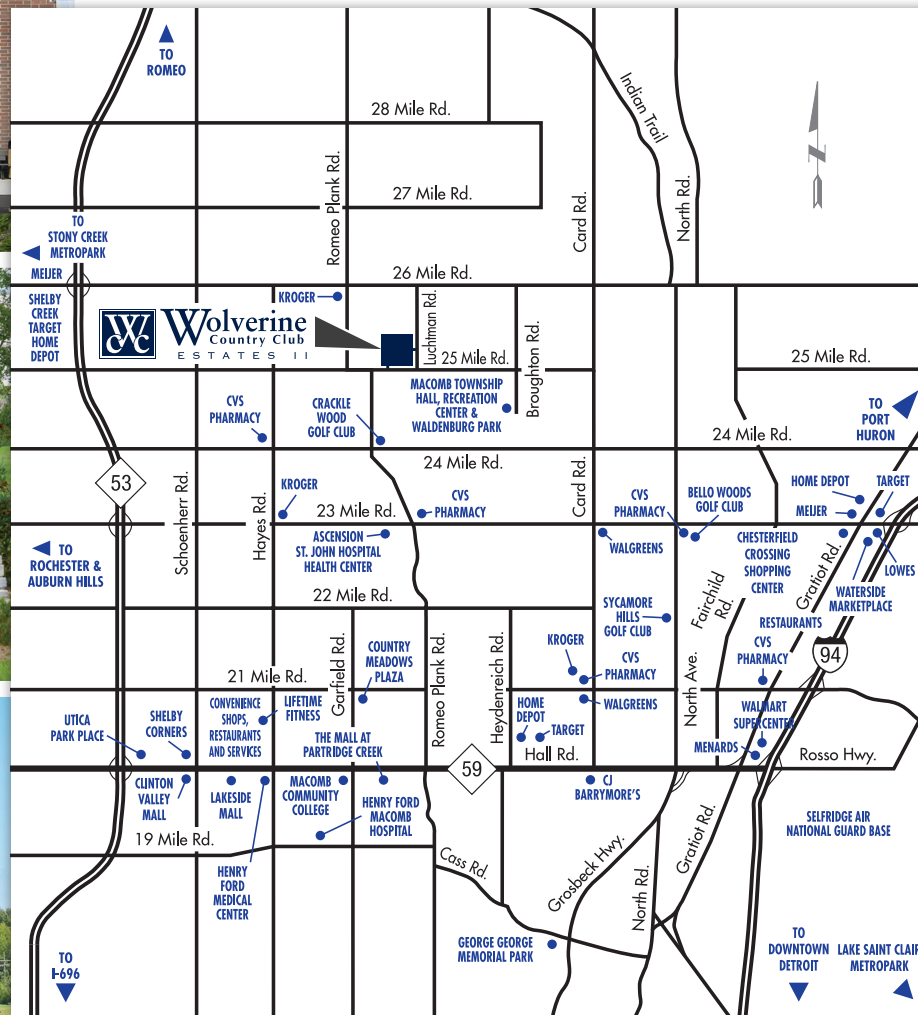 TO
ROMEO
28 Mile Rd.
Indian Trail
N
Romeo Plank Rd.
27 Mile Rd.
Card Rd.
North Rd.
TO
STONY CREEK
METROPARK
MEIJER
SHELBY
CREEK
TARGET
HOME
DEPOT
26 Mile Rd.
KROGER
W
CVC
Wolverine
Country Club
ESTATES II
Luchtman Rd.
25 Mile Rd.
Broughton Rd.
25 Mile Rd.
TO
PORT
HURON
CVS
PHARMACY
CRACKLE
WOOD
GOLF CLUB
MACOMB TOWNSHIP
HALL, RECREATION
CENTER &
WALDENBURG PARK
24 Mile Rd.
24 Mile Rd.
53
Schoenherr Rd.
Hayes Rd.
KROGER
23 Mile Rd.
CVS
PHARMACY
Card Rd.
CVS
PHARMACY
BELLO WOODS
GOLF CLUB
HOME DEPOT
TARGET
MEIJER
TO
ROCHESTER &
AUBURN HILLS
ASCENSION
ST. JOHN HOSPITAL
HEALTH CENTER
WALGREENS
CHESTERFIELD
CROSSING
SHOPPING
CENTER
Gratiot Rd.
LOWES
WATERSIDE
MARKETPLACE
22 Mile Rd.
SYCAMORE
HILLS
GOLF CLUB
Fairchild
Rd.
RESTAURANTS
94
Garfield Rd.
COUNTRY
MEADOWS
PLAZA
Romeo Plank Rd.
Heydenreich Rd.
KROGER
CVS
PHARMACY
North Ave.
CVS
PHARMACY
21 Mile Rd.
WALGREENS
UTICA
PARK PLACE
SHELBY
CORNERS
CONVENIENCE
SHOPS,
RESTAURANTS
AND SERVICES
LIFETIME
FITNESS
THE MALL AT
PARTRIDGE CREEK
HOME
DEPOT
TARGET
Hall Rd.
WALMART
SUPERCENTER
MENARDS
Rosso Hwy.
59
CLINTON
VALLEY
MALL
LAKESIDE
MALL
MACOMB
COMMUNITY
COLLEGE
HENRY FORD
MACOMB
HOSPITAL
CJ
BARRYMORE'S
19 Mile Rd.
HENRY
FORD
MEDICAL
CENTER
Cass Rd.
Grosbeck Hwy.
North Rd.
Gratiot Rd.
SELFRIDGE AIR
NATIONAL GUARD BASE
GEORGE GEORGE
MEMORIAL PARK
TO
I-696
TO
DOWNTOWN
DETROIT
LAKE SAINT CLAIR
METROPARK